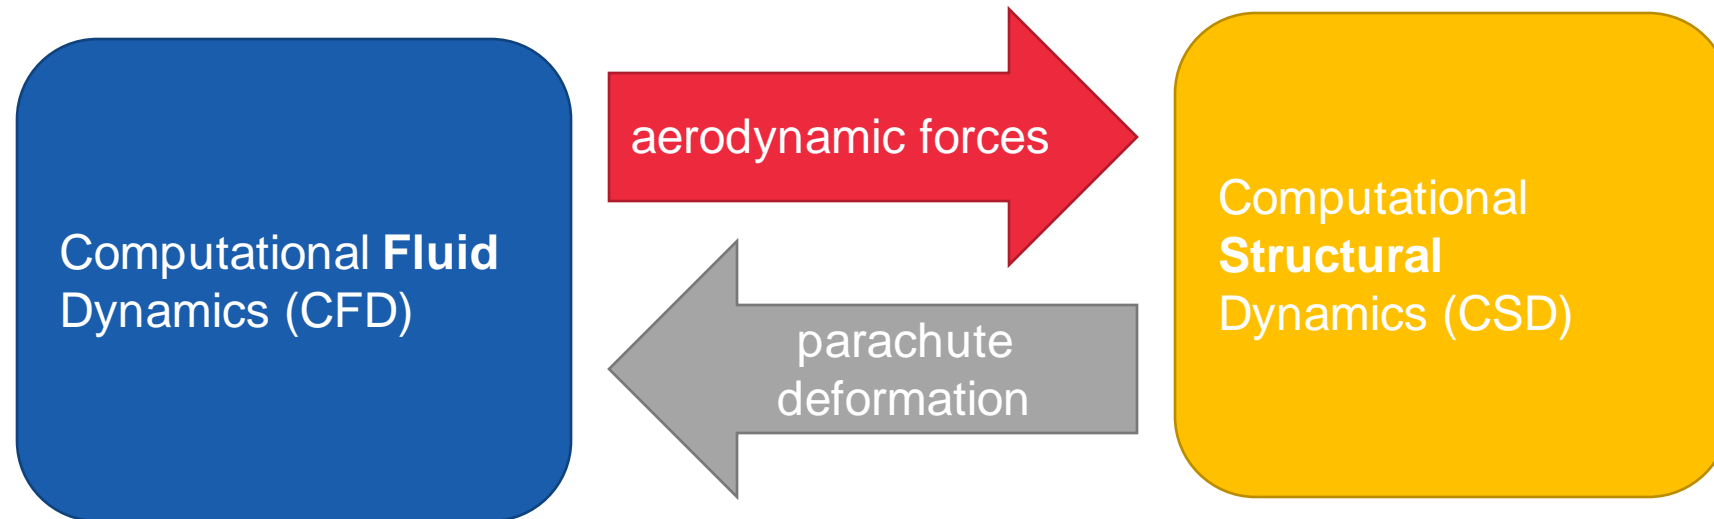 Computational Fluid
Dynamics (CFD)
aerodynamic forces
parachute
deformation
Computational
Structural
Dynamics (CSD)